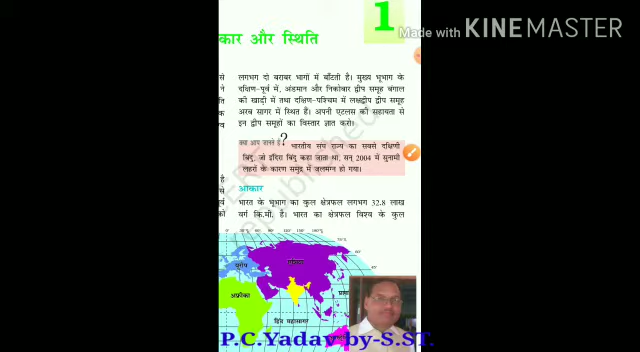 1
Made with KINEMASTER
कार और स्थिति
से
लगभग दो बराबर भागों में बाँटती है। मुख्य भूभाग के
ने
दक्षिण-पूर्व में, अंडमान और निकोबार द्वीप समूह बंगाल
ति
की खाड़ी में तथा दक्षिण-पश्चिम में लक्षद्वीप द्वीप समूह
क
अरब सागर में स्थित हैं। अपनी एटलस की सहायता से
इन द्वीप समूहों का विस्तार ज्ञात करो।
क्या आप जानते हैं ?
भारतीय संघ राज्य का सबसे दक्षिणी
बिंदु, जो इंदिरा बिंदु कहा जाता था, सन् 2004 में सुनामी
लहरों के कारण समुद्र में जलमग्न हो गया।
है
से
आकार
भारत के भूभाग का कुल क्षेत्रफल लगभग 32.8 लाख
की
वर्ग कि.मी. है। भारत का क्षेत्रफल विश्व के कुल
यूरोप
एशिया
अफ्रीका
हिंद महासागर
P.C.Yadav by-S.ST.